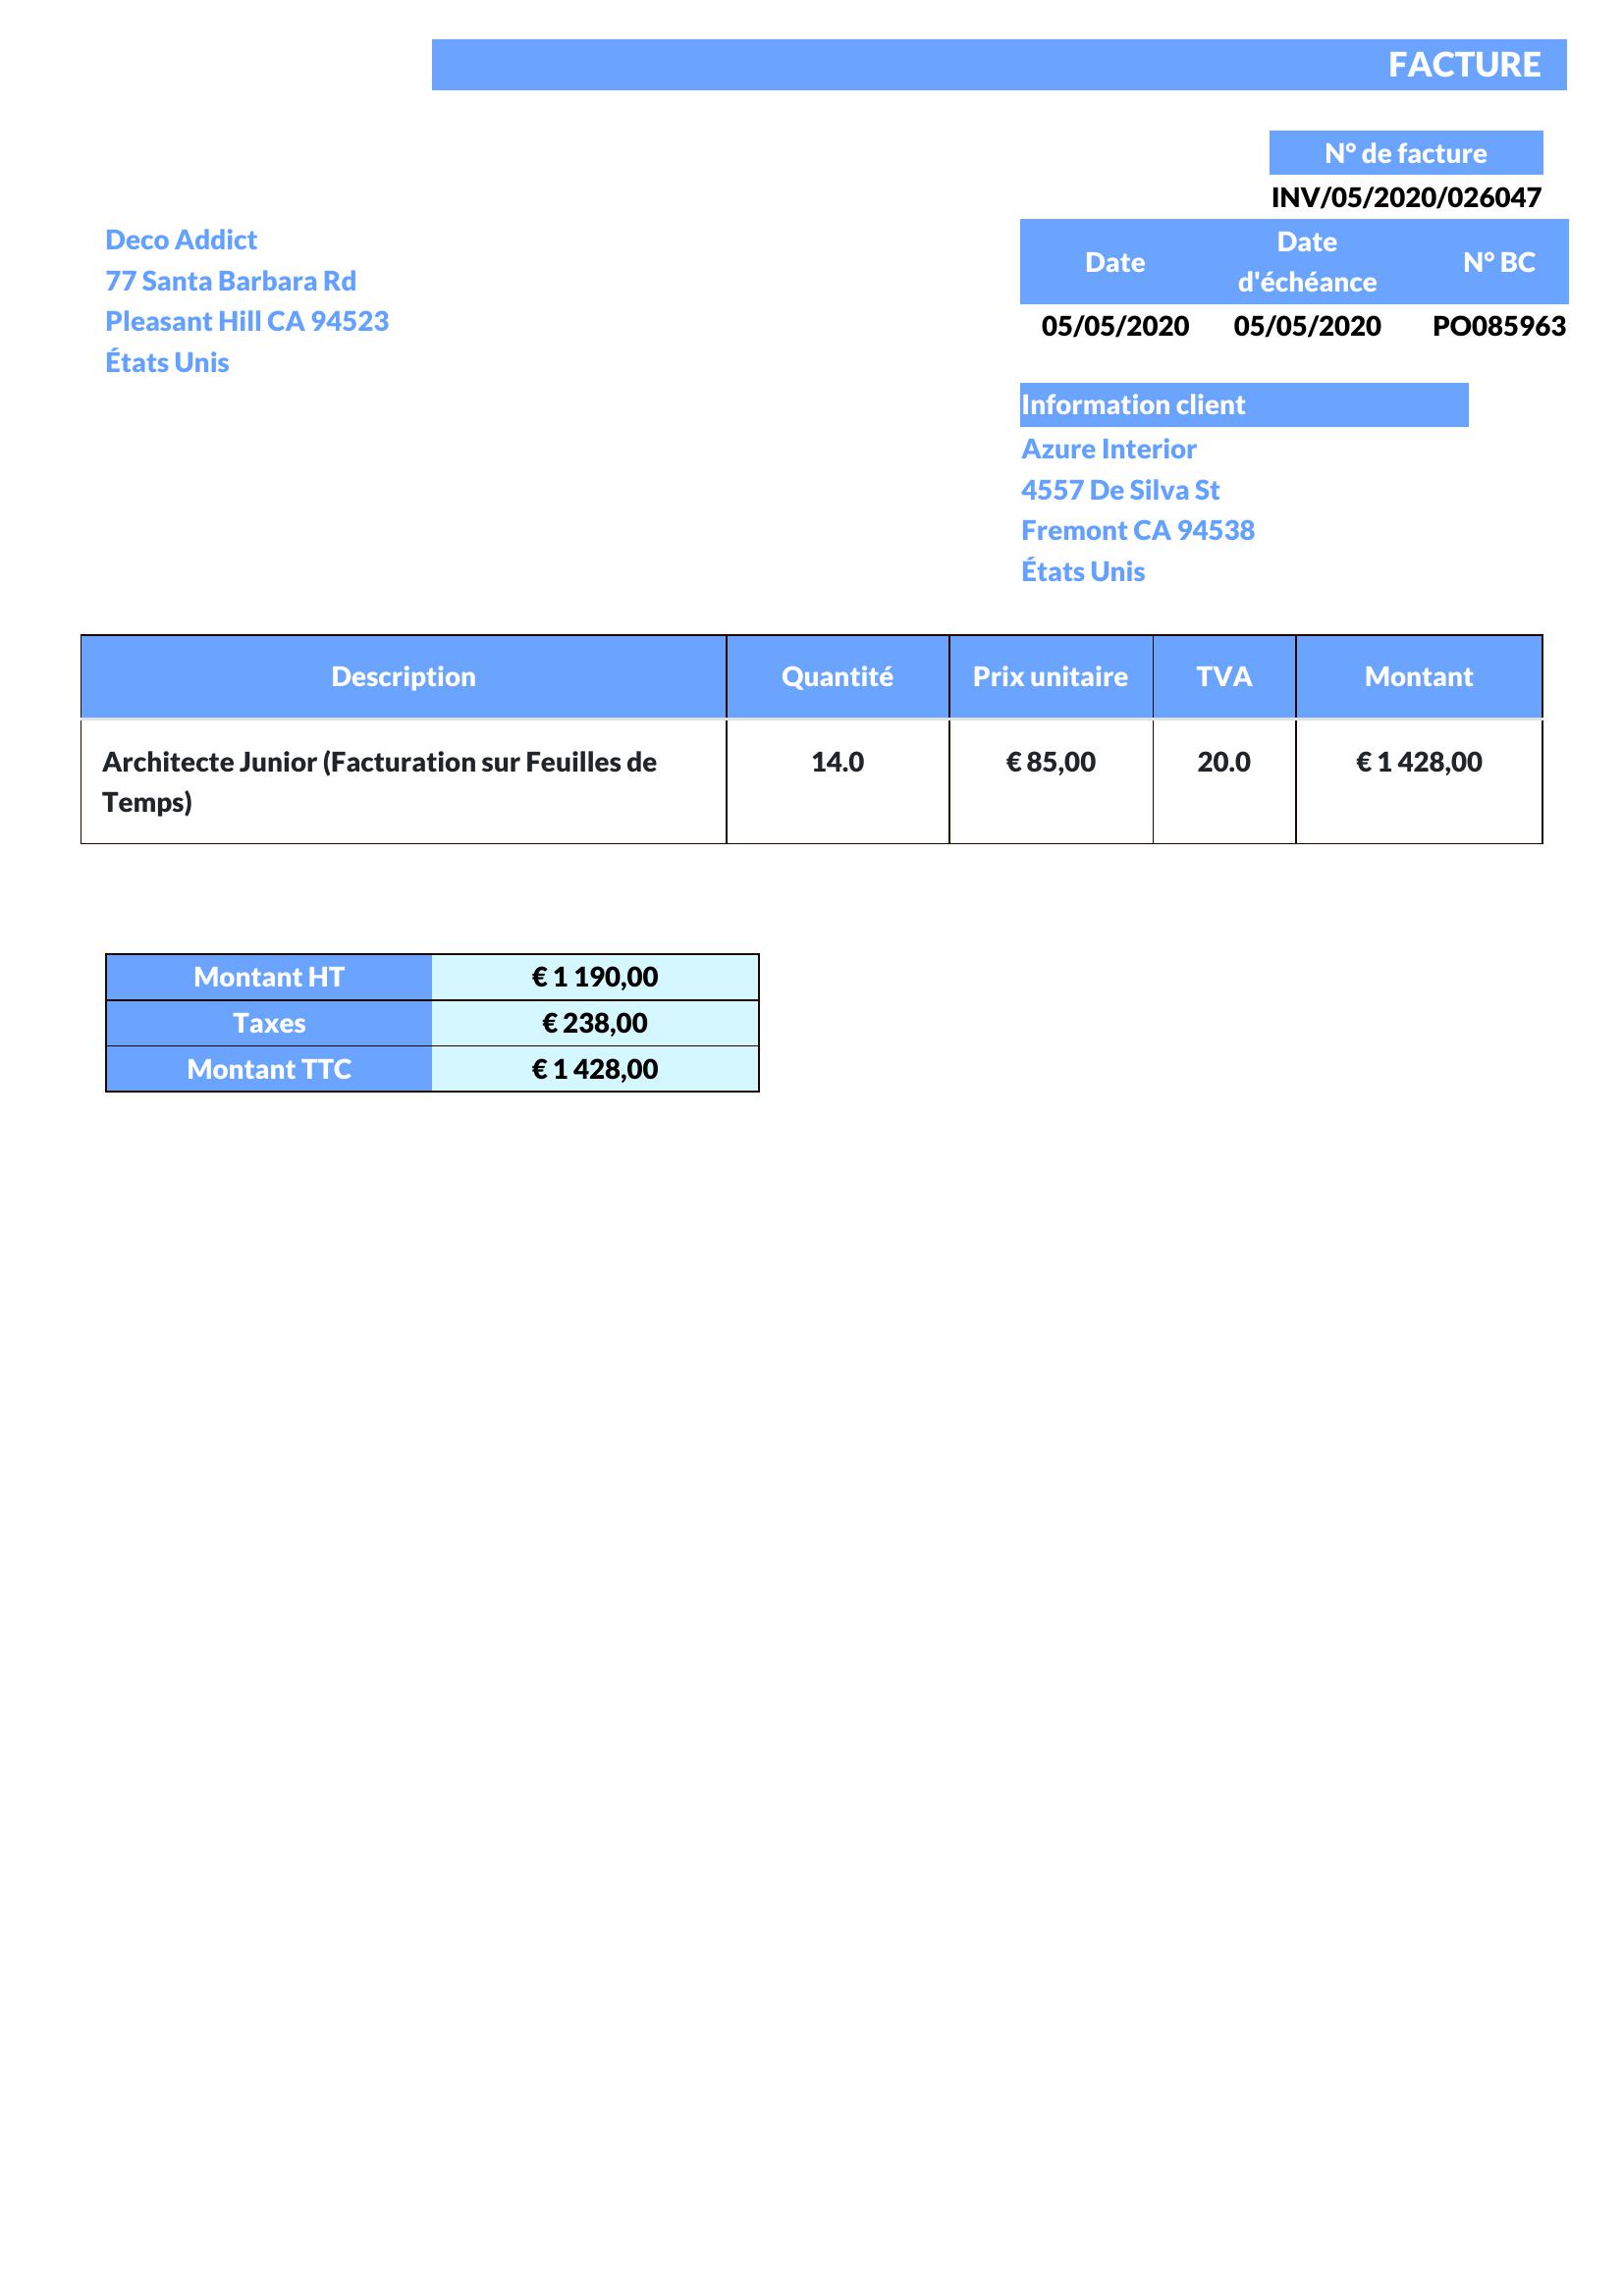 FACTURE
N° de facture
INV/05/2020/026047
Deco Addict
77 Santa Barbara Rd
Pleasant Hill CA 94523
États Unis
Date Date d'échéance N° BC
05/05/2020 05/05/2020 PO085963
Information client
Azure Interior
4557 De Silva St
Fremont CA 94538
États Unis
Description Quantité Prix unitaire TVA Montant
Architecte Junior (Facturation sur Feuilles de 14.0 € 85,00 20.0 € 1 428,00
Temps)
Montant HT € 1 190,00
Taxes € 238,00
Montant TTC € 1 428,00